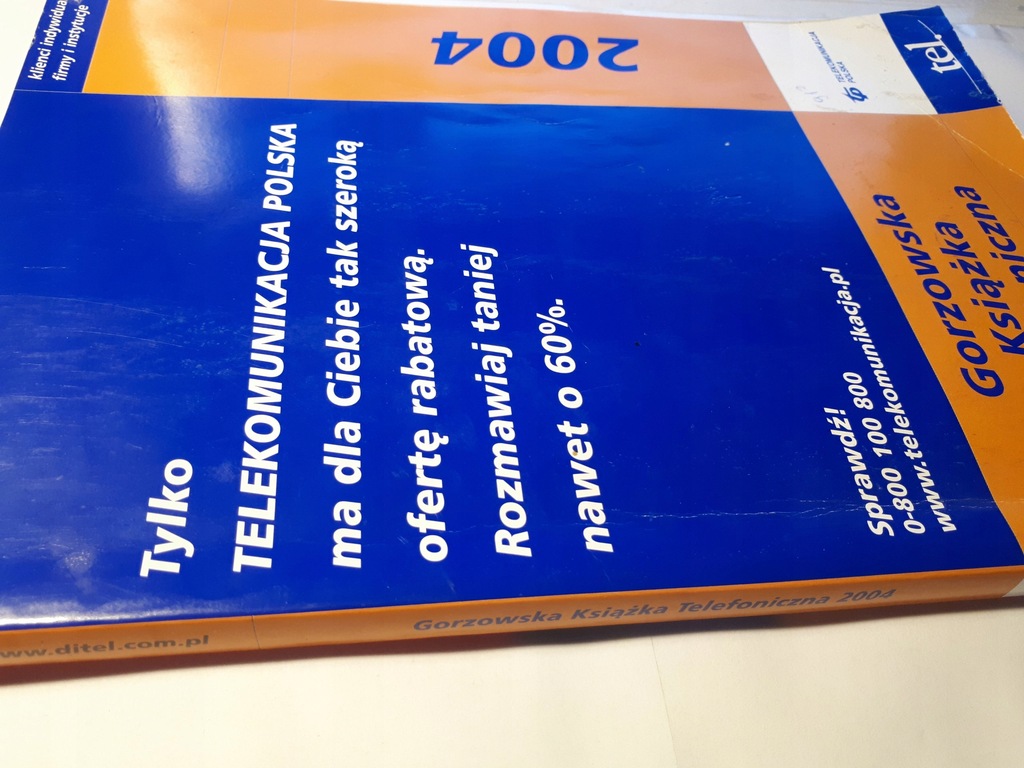 klienci indywidua
firmy i instytucje
2004
TELEKOMUNIKACJA
POLSKA
tel.
Tylko
TELEKOMUNIKACJA POLSKA
ma dla Ciebie tak szeroką
ofertę rabatową.
Rozmawiaj taniej
nawet o 60%.
Sprawdź!
0-800 100 800
www.telekomunikacja.pl
Gorzowska
Książka
niczna
www.ditel.com.pl
Gorzowska Książka Telefoniczna 2004